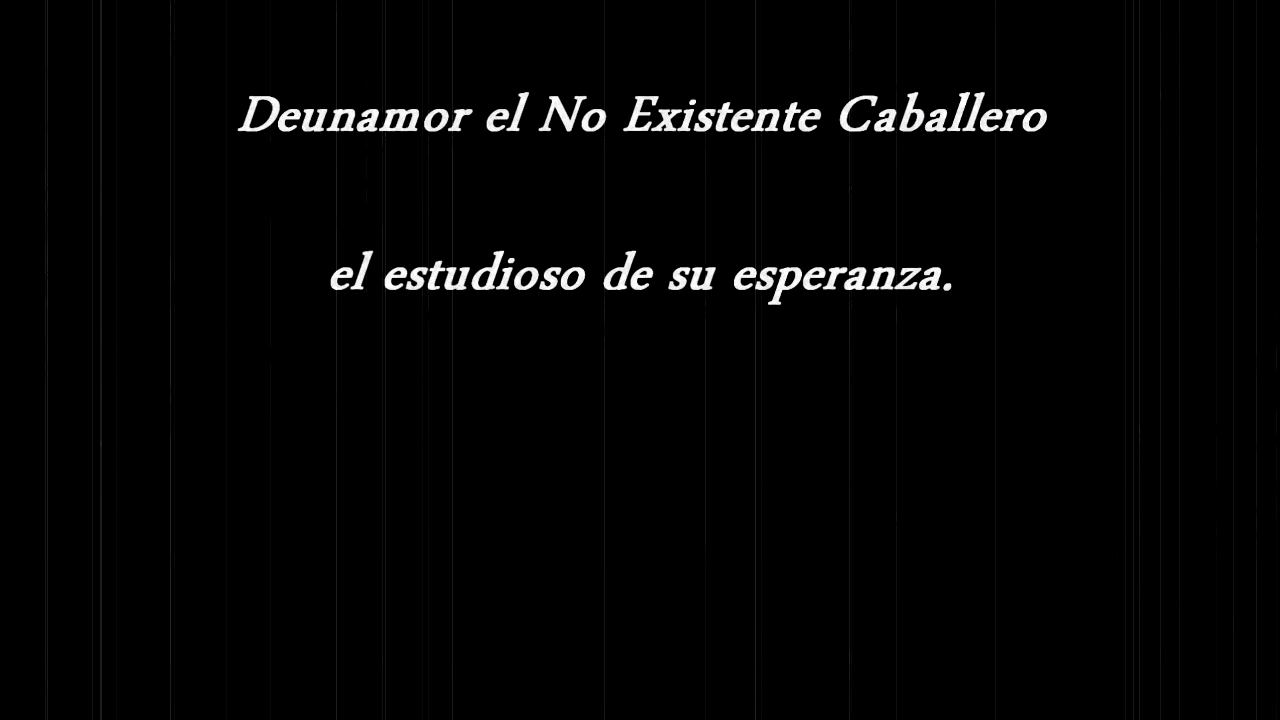 Deunamor el No Existente Caballero
el estudioso de su esperanza.